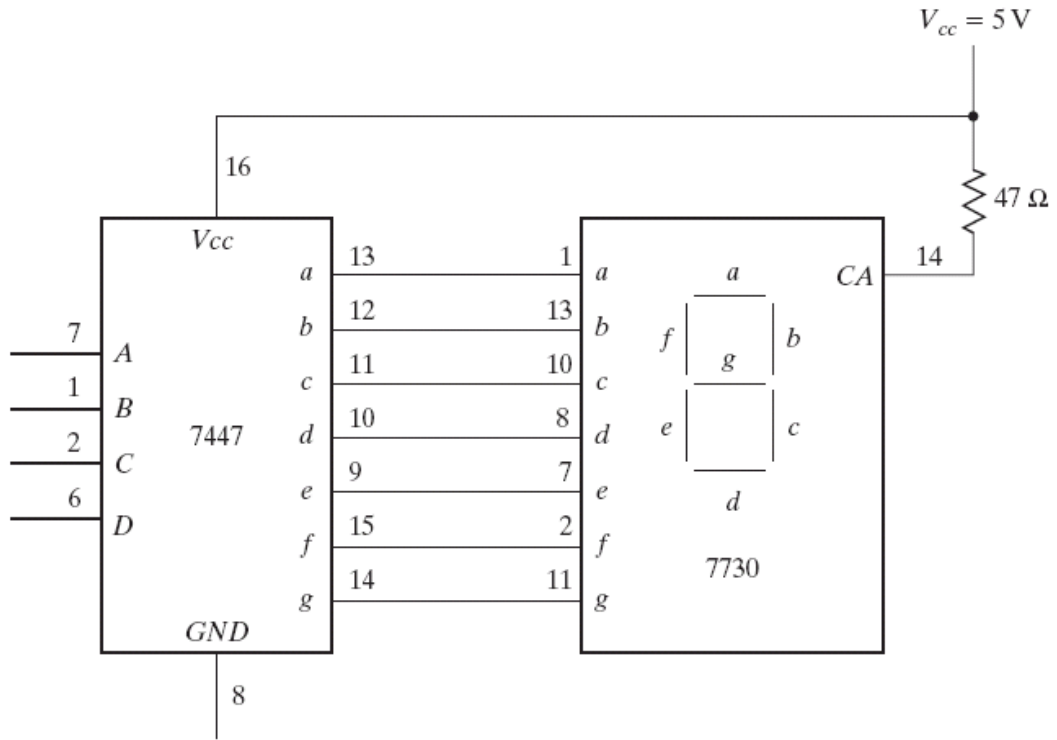 V_cc = 5 V
16
47 Ω
Vcc
a 13 1 a CA 14
a
b 12 13 b
f b
7 A
g
c 11 10 c
1 B
7447
d 10 8 d
e c
2 C
e 9 7 e
d
6 D
f 15 2 f
7730
g 14 11 g
GND
8